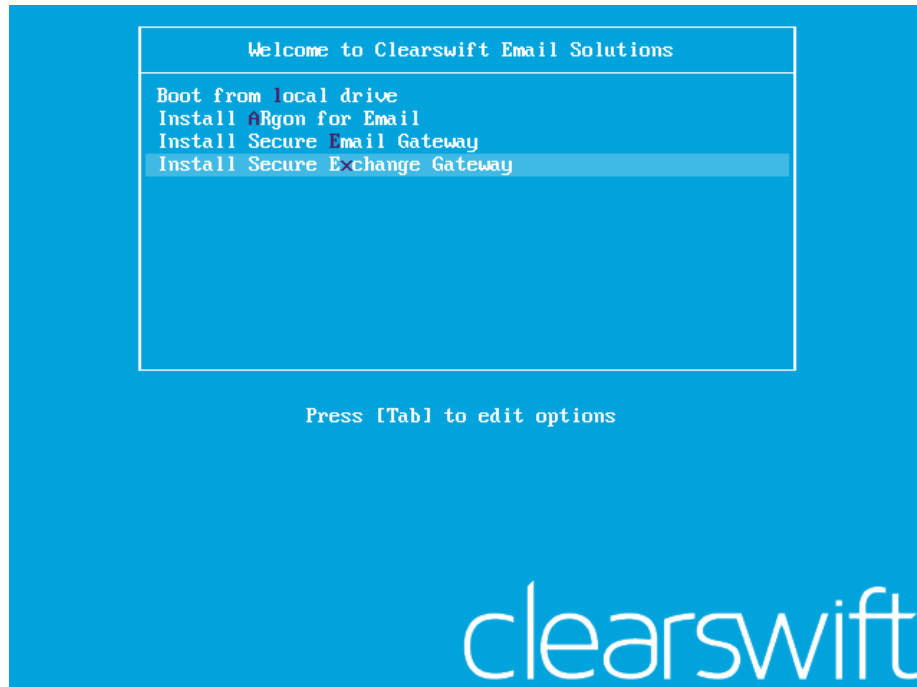 Welcome to Clearswift Email Solutions
Boot from local drive
Install ARgon for Email
Install Secure Email Gateway
Install Secure Exchange Gateway
Press [Tab] to edit options
clearswift